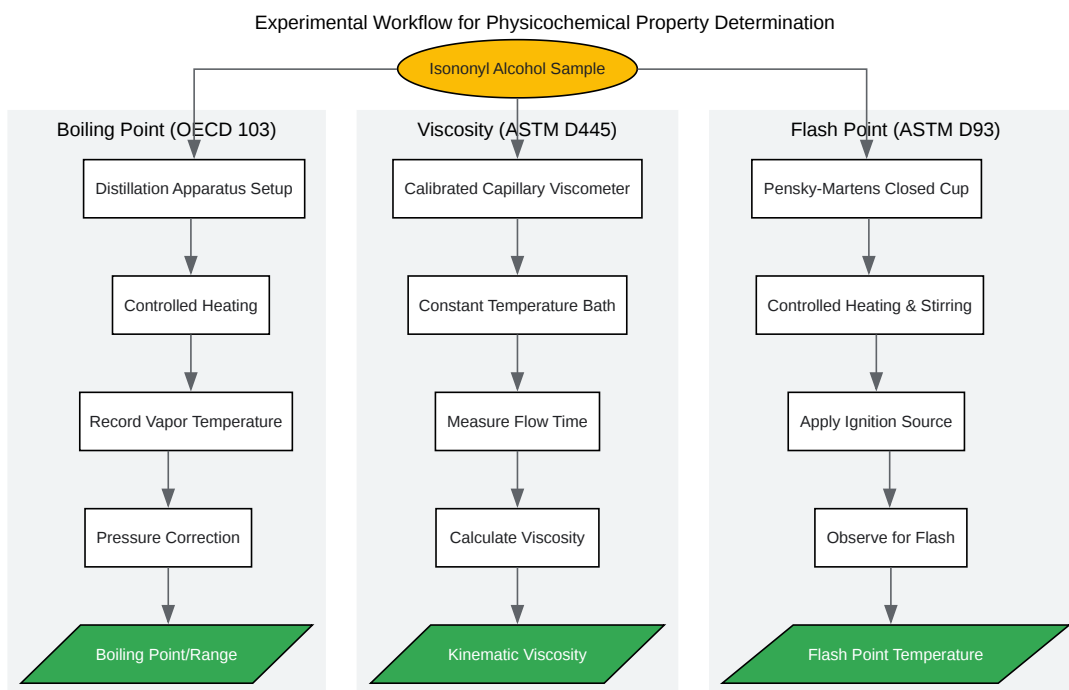 Experimental Workflow for Physicochemical Property Determination
Isononyl Alcohol Sample
Boiling Point (OECD 103)
Distillation Apparatus Setup
Controlled Heating
Record Vapor Temperature
Pressure Correction
Boiling Point/Range
Viscosity (ASTM D445)
Calibrated Capillary Viscometer
Constant Temperature Bath
Measure Flow Time
Calculate Viscosity
Kinematic Viscosity
Flash Point (ASTM D93)
Pensky-Martens Closed Cup
Controlled Heating & Stirring
Apply Ignition Source
Observe for Flash
Flash Point Temperature